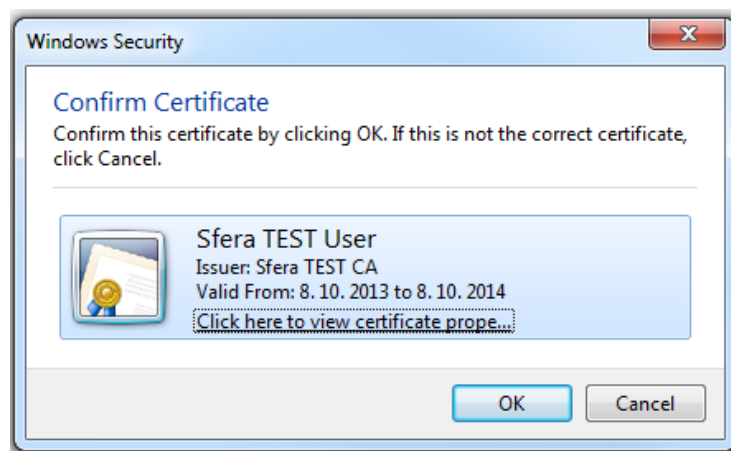 Windows Security
Confirm Certificate
Confirm this certificate by clicking OK. If this is not the correct certificate,
click Cancel.
Sfera TEST User
Issuer: Sfera TEST CA
Valid From: 8. 10. 2013 to 8. 10. 2014
Click here to view certificate prope...
OK
Cancel